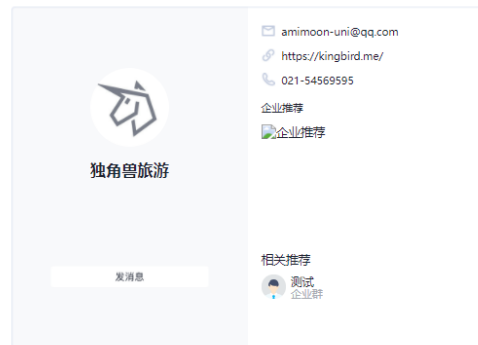 独角兽旅游
发消息
amimoon-uni@qq.com
https://kingbird.me/
021-54569595
企业推荐
企业推荐
相关推荐
测试
企业群